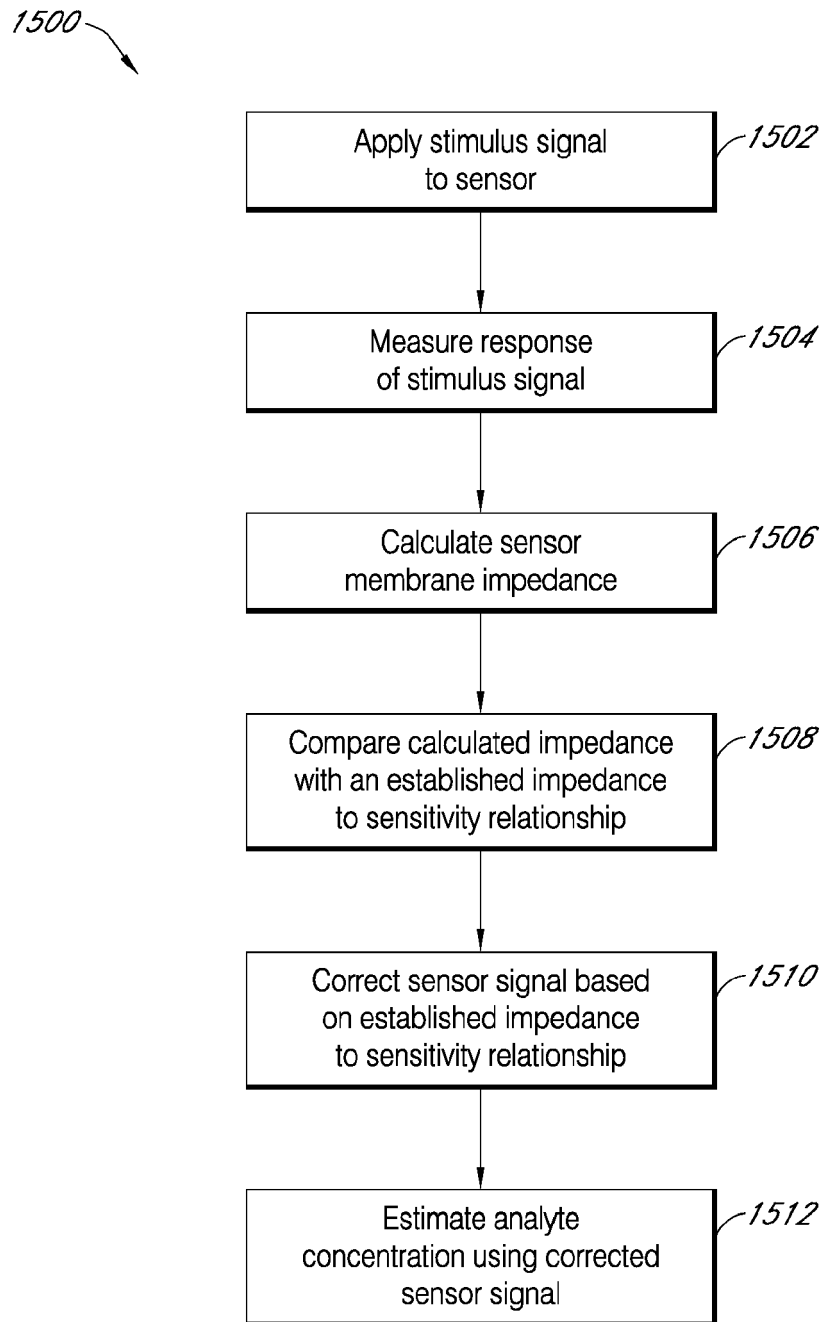 1500
Apply stimulus signal
to sensor
1502
Measure response
of stimulus signal
1504
Calculate sensor
membrane impedance
1506
Compare calculated impedance
with an established impedance
to sensitivity relationship
1508
Correct sensor signal based
on established impedance
to sensitivity relationship
1510
Estimate analyte
concentration using corrected
sensor signal
1512